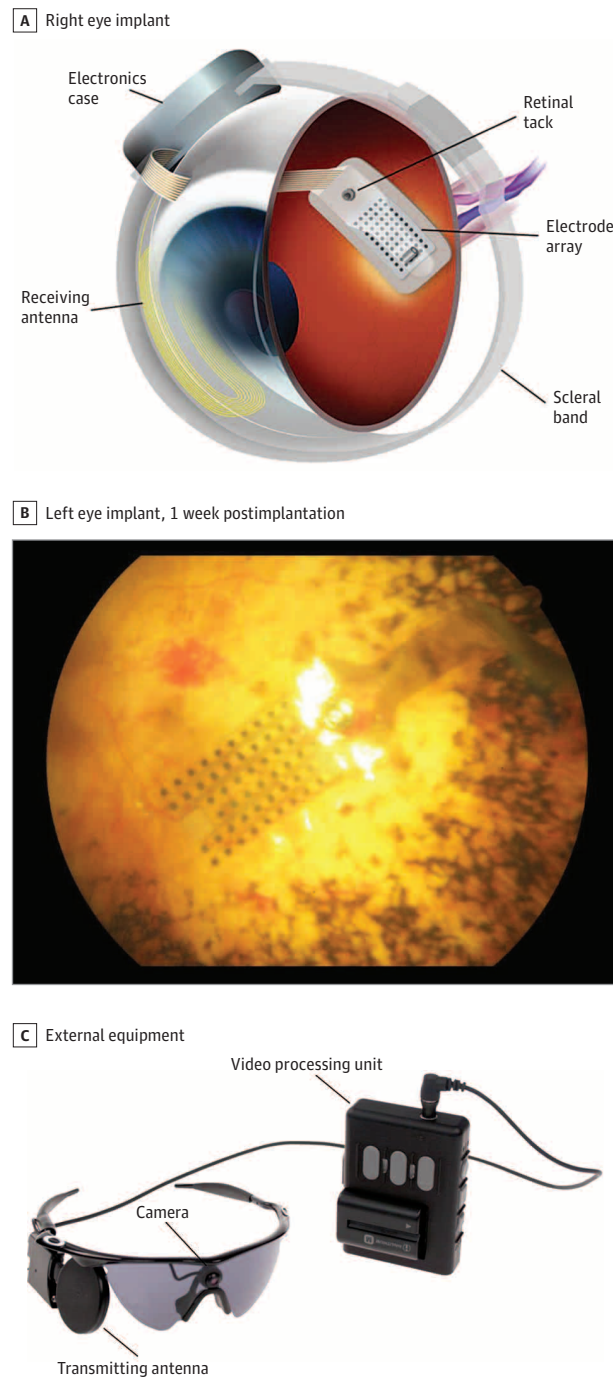 A Right eye implant
Electronics
case
Retinal
tack
Electrode
array
Receiving
antenna
Scleral
band
B Left eye implant, 1 week postimplantation
C External equipment
Video processing unit
Camera
Transmitting antenna